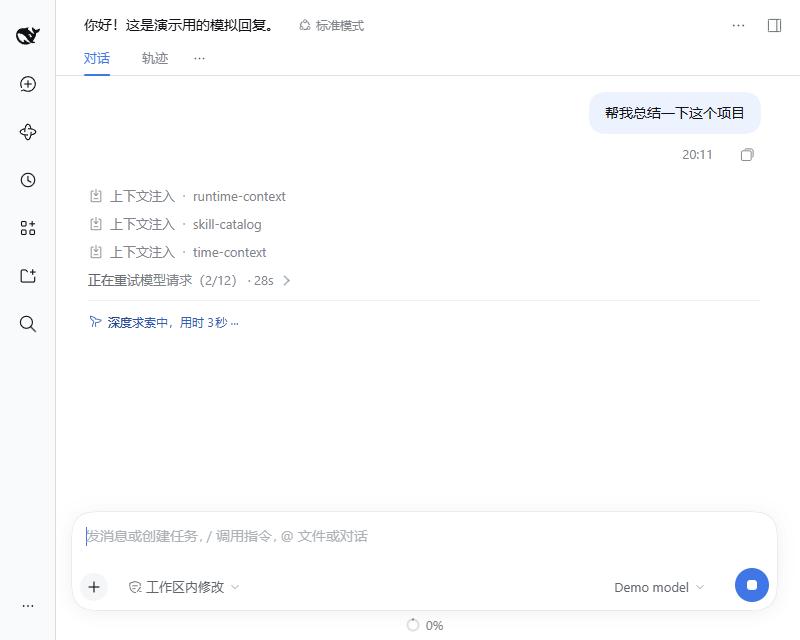 你好！这是演示用的模拟回复。 标准模式
对话 轨迹 ···
帮我总结一下这个项目
20:11
上下文注入 · runtime-context
上下文注入 · skill-catalog
上下文注入 · time-context
正在重试模型请求（2/12） · 28s
深度求索中，用时 3秒 ···
发消息或创建任务, / 调用指令, @ 文件或对话
工作区内修改 Demo model
0%